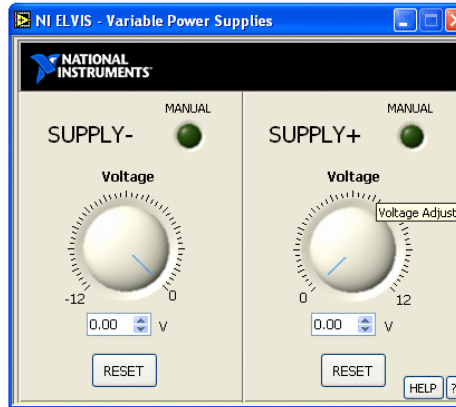 NI ELVIS - Variable Power Supplies
NATIONAL
INSTRUMENTS
MANUAL
SUPPLY-
Voltage
-12 0
0.00 V
RESET
MANUAL
SUPPLY+
Voltage
Voltage Adjust
0 12
0.00 V
RESET
HELP ?